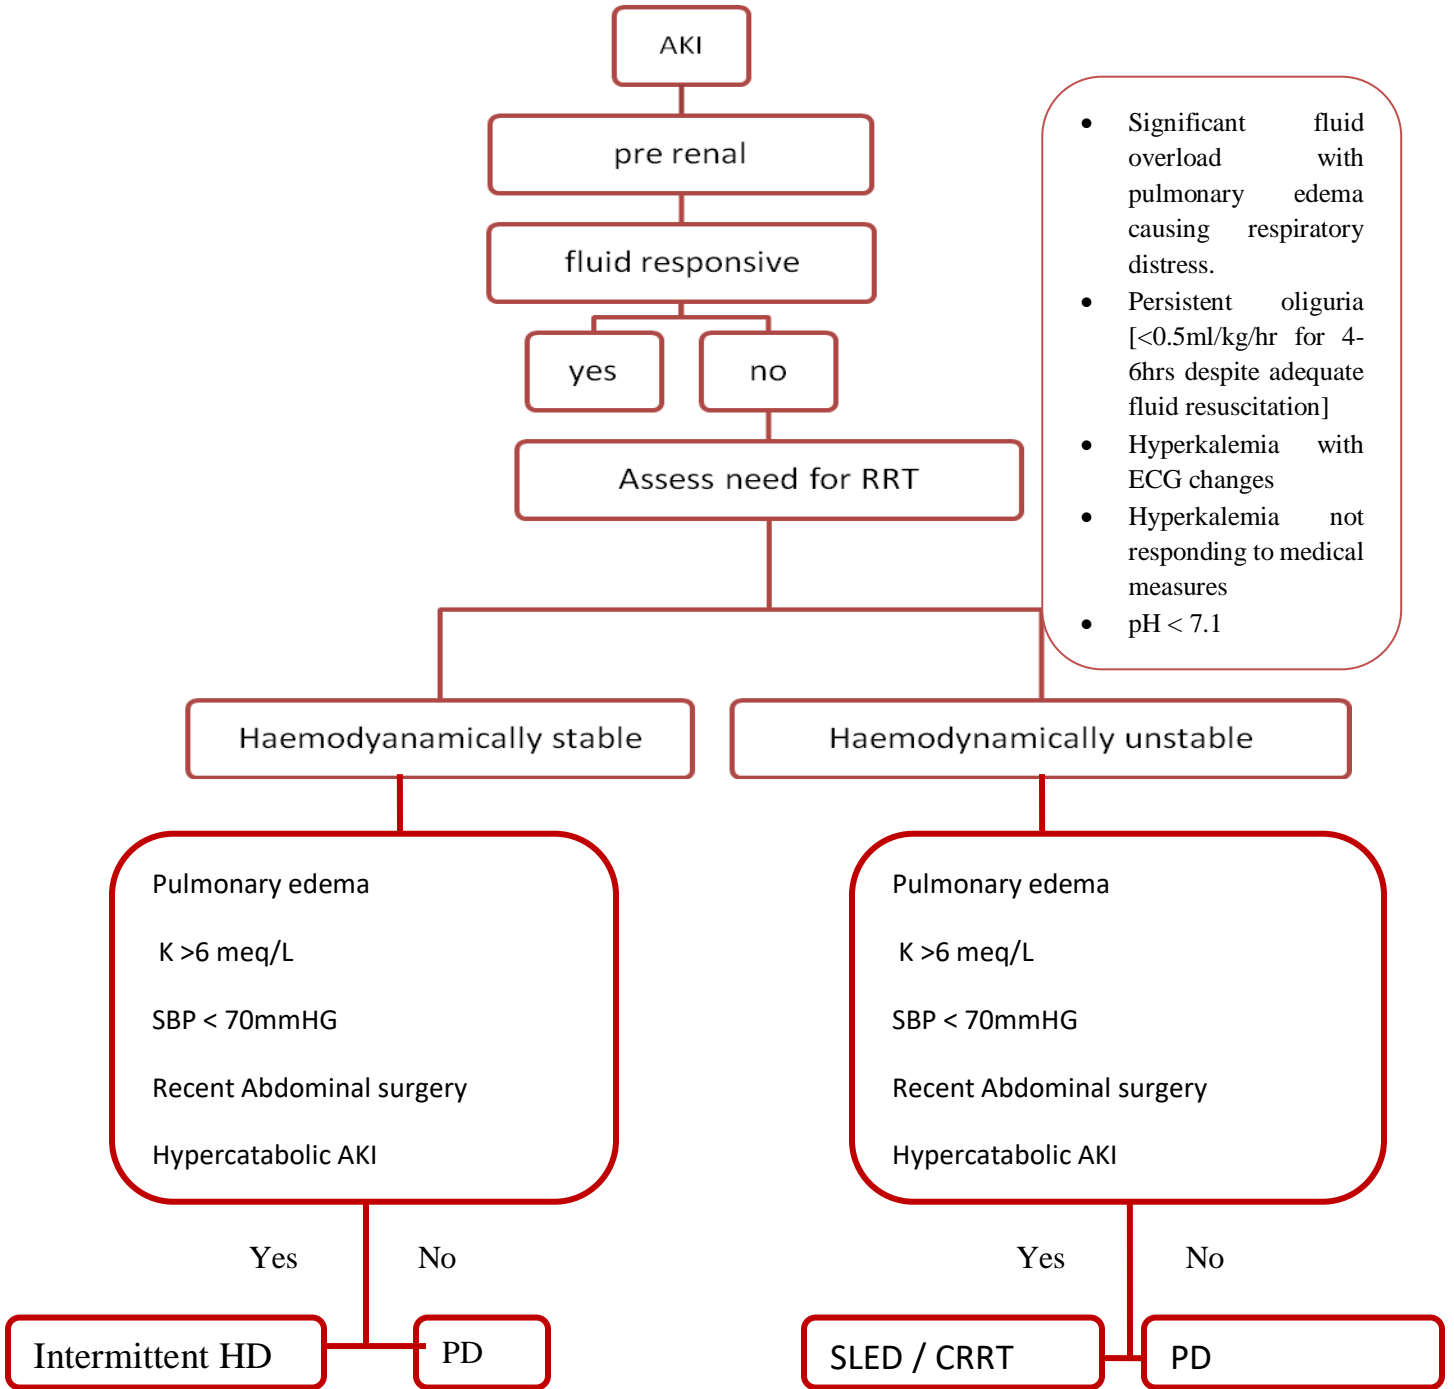 AKI
pre renal
fluid responsive
yes
no
Assess need for RRT
• Significant fluid
overload with
pulmonary edema
causing respiratory
distress.
• Persistent oliguria
[<0.5ml/kg/hr for 4-
6hrs despite adequate
fluid resuscitation]
• Hyperkalemia with
ECG changes
• Hyperkalemia not
responding to medical
measures
• pH < 7.1
Haemodyanamically stable
Haemodynamically unstable
Pulmonary edema
K >6 meq/L
SBP < 70mmHG
Recent Abdominal surgery
Hypercatabolic AKI
Pulmonary edema
K >6 meq/L
SBP < 70mmHG
Recent Abdominal surgery
Hypercatabolic AKI
Yes
No
Yes
No
Intermittent HD
PD
SLED / CRRT
PD